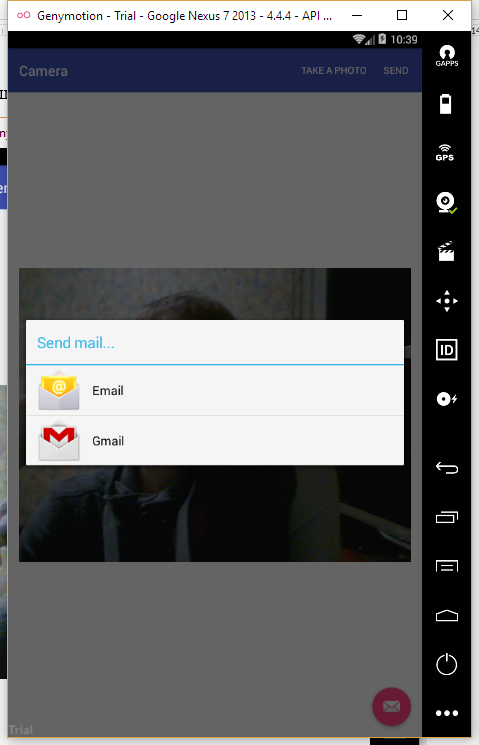 Genymotion - Trial - Google Nexus 7 2013 - 4.4.4 - API ...
10:39
GAPPS
Camera
TAKE A PHOTO
SEND
GPS
Send mail...
Email
@
Gmail
ID
Trial